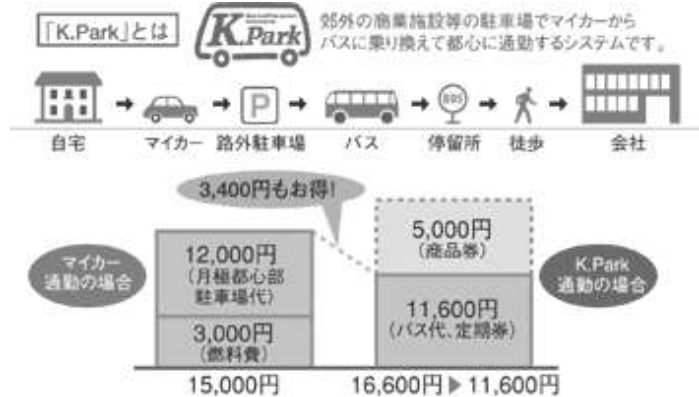 「K.Park」とは
K.Park
郊外の商業施設等の駐車場でマイカーから
バスに乗り換えて都心に通勤するシステムです。
P
BUS
自宅
マイカー
路外駐車場
バス
停留所
徒歩
会社
3,400円もお得!
マイカー
通勤の場合
12,000円
(月極都心部
駐車場代)
3,000円
(燃料費)
15,000円
5,000円
(商品券)
11,600円
(バス代、定期券)
16,600円▶11,600円
K.Park
通勤の場合